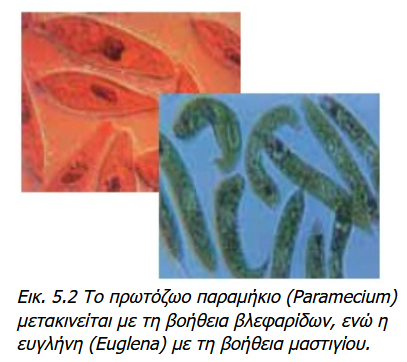 Εικ. 5.2 Το πρωτόζωο παραμήκιο (Paramecium)
μετακινείται με τη βοήθεια βλεφαρίδων, ενώ η
ευγλήνη (Euglena) με τη βοήθεια μαστιγίου.